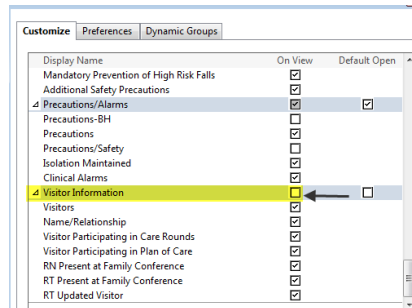 Customize Preferences Dynamic Groups
Display Name On View Default Open
Mandatory Prevention of High Risk Falls
Additional Safety Precautions
Precautions/Alarms
Precautions-BH
Precautions
Precautions/Safety
Isolation Maintained
Clinical Alarms
Visitor Information
Visitors
Name/Relationship
Visitor Participating in Care Rounds
Visitor Participating in Plan of Care
RN Present at Family Conference
RT Present at Family Conference
RT Updated Visitor